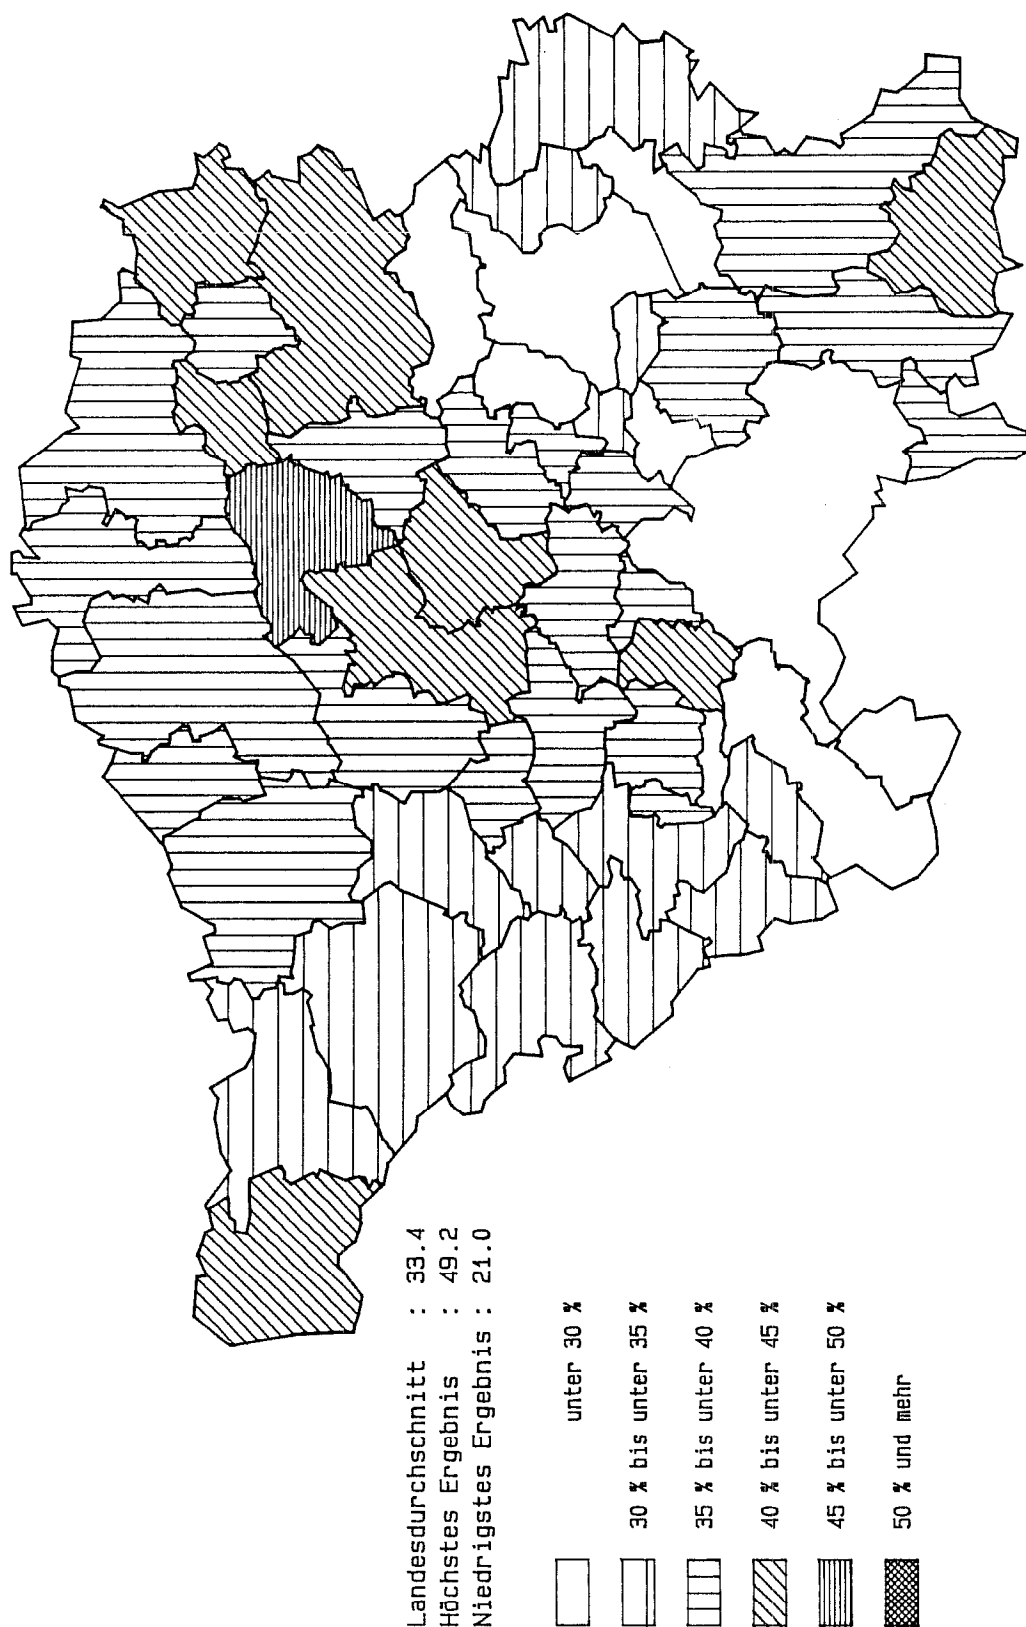 Landesdurchschnitt : 33.4
Höchstes Ergebnis : 49.2
Niedrigstes Ergebnis : 21.0
unter 30 %
30 % bis unter 35 %
35 % bis unter 40 %
40 % bis unter 45 %
45 % bis unter 50 %
50 % und mehr